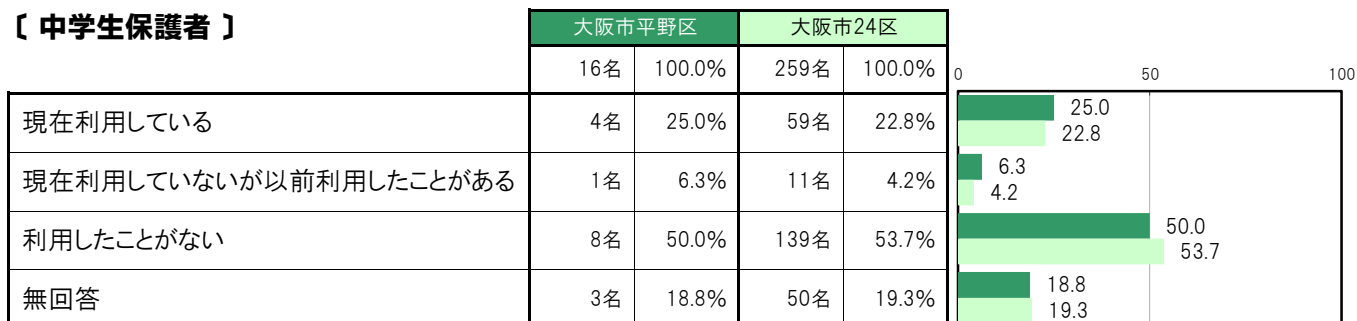 〔 中学生保護者 〕
大阪市平野区 大阪市24区
16名 100.0% 259名 100.0%
0 50 100
現在利用している 4名 25.0% 59名 22.8%
25.0
22.8
現在利用していないが以前利用したことがある 1名 6.3% 11名 4.2%
6.3
4.2
利用したことがない 8名 50.0% 139名 53.7%
50.0
53.7
無回答 3名 18.8% 50名 19.3%
18.8
19.3